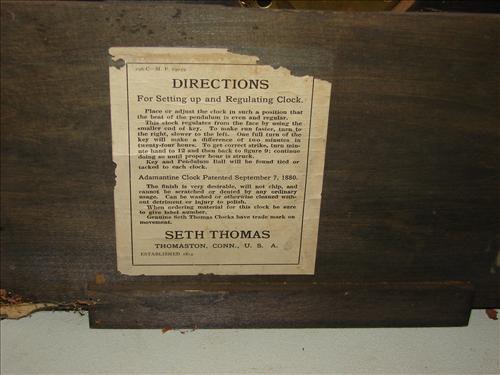 DIRECTIONS
For Setting up and Regulating Clock.
Place or adjust the clock in such a position that
the beat of the pendulum is even and regular.
This clock regulates from the face by using the
smaller end of key. To make run faster, turn to
the right, slower to the left. One full turn of the
key will make a difference of two minutes in
twenty-four hours. To get correct strike, turn min-
ute hand to 12 and then back to figure 9; continue
doing so until proper hour is struck.
Key and Pendulum Ball will be found tied or
tacked to each clock.
Adamantine Clock Patented September 7, 1880.
The finish is very desirable, will not chip, and
cannot be scratched or dented by any ordinary
usage. Can be washed or otherwise cleaned with-
out detriment or injury to polish.
When ordering material for this clock be sure
to give label number.
Genuine Seth Thomas Clocks have trade mark on
movement.
SETH THOMAS
THOMASTON, CONN., U. S. A.
ESTABLISHED